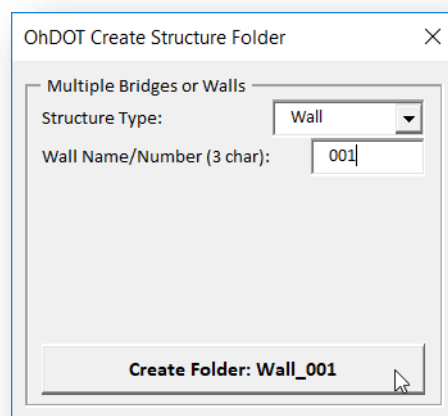 OhDOT Create Structure Folder
Multiple Bridges or Walls
Structure Type: Wall
Wall Name/Number (3 char): 001
Create Folder: Wall_001